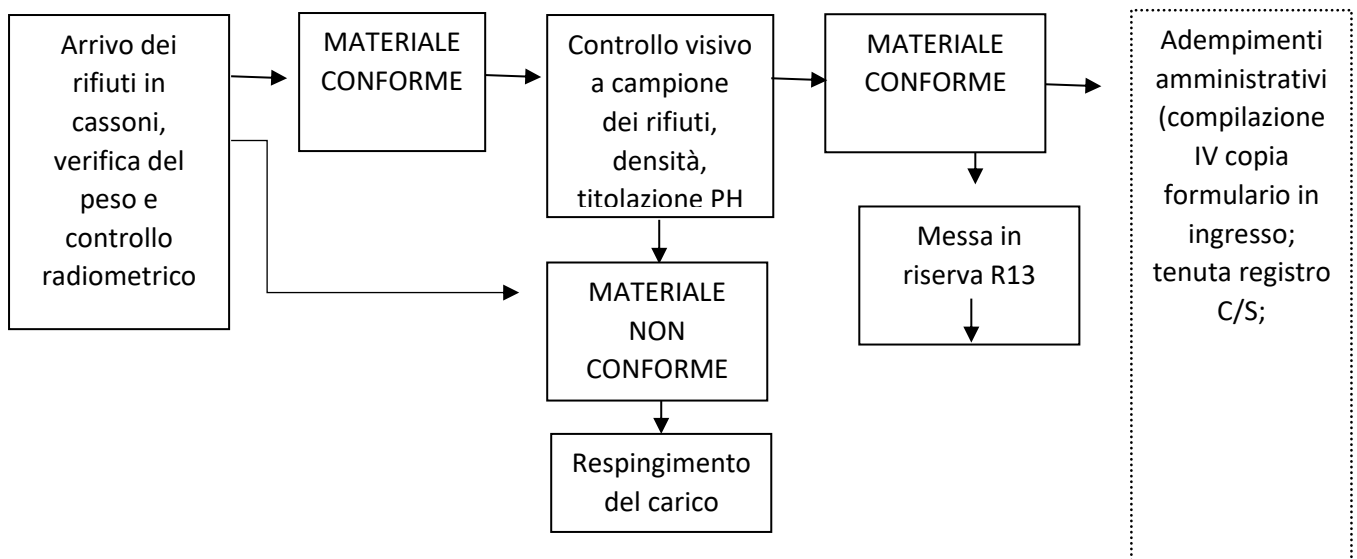 Arrivo dei
rifiuti in
cassoni,
verifica del
peso e
controllo
radiometrico
MATERIALE
CONFORME
Controllo visivo
a campione
dei rifiuti,
densità,
titolazione PH
MATERIALE
CONFORME
Adempimenti
amministrativi
(compilazione
IV copia
formulario in
ingresso;
tenuta registro
C/S;
Messa in
riserva R13
MATERIALE
NON
CONFORME
Respingimento
del carico